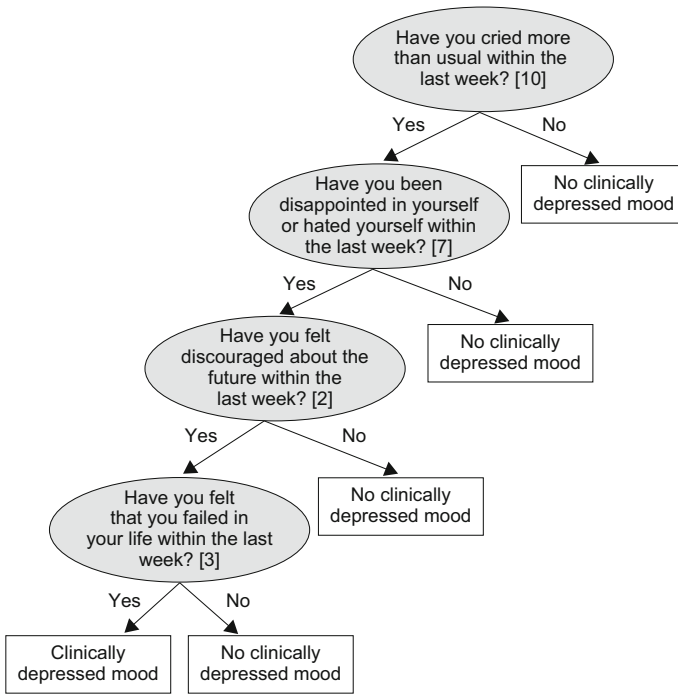 Have you cried more
than usual within the
last week? [10]
Yes
No
Have you been
disappointed in yourself
or hated yourself within
the last week? [7]
No clinically
depressed mood
Yes
No
Have you felt
discouraged about the
future within the
last week? [2]
No clinically
depressed mood
Yes
No
Have you felt
that you failed in
your life within the last
week? [3]
No clinically
depressed mood
Yes
No
Clinically
depressed mood
No clinically
depressed mood